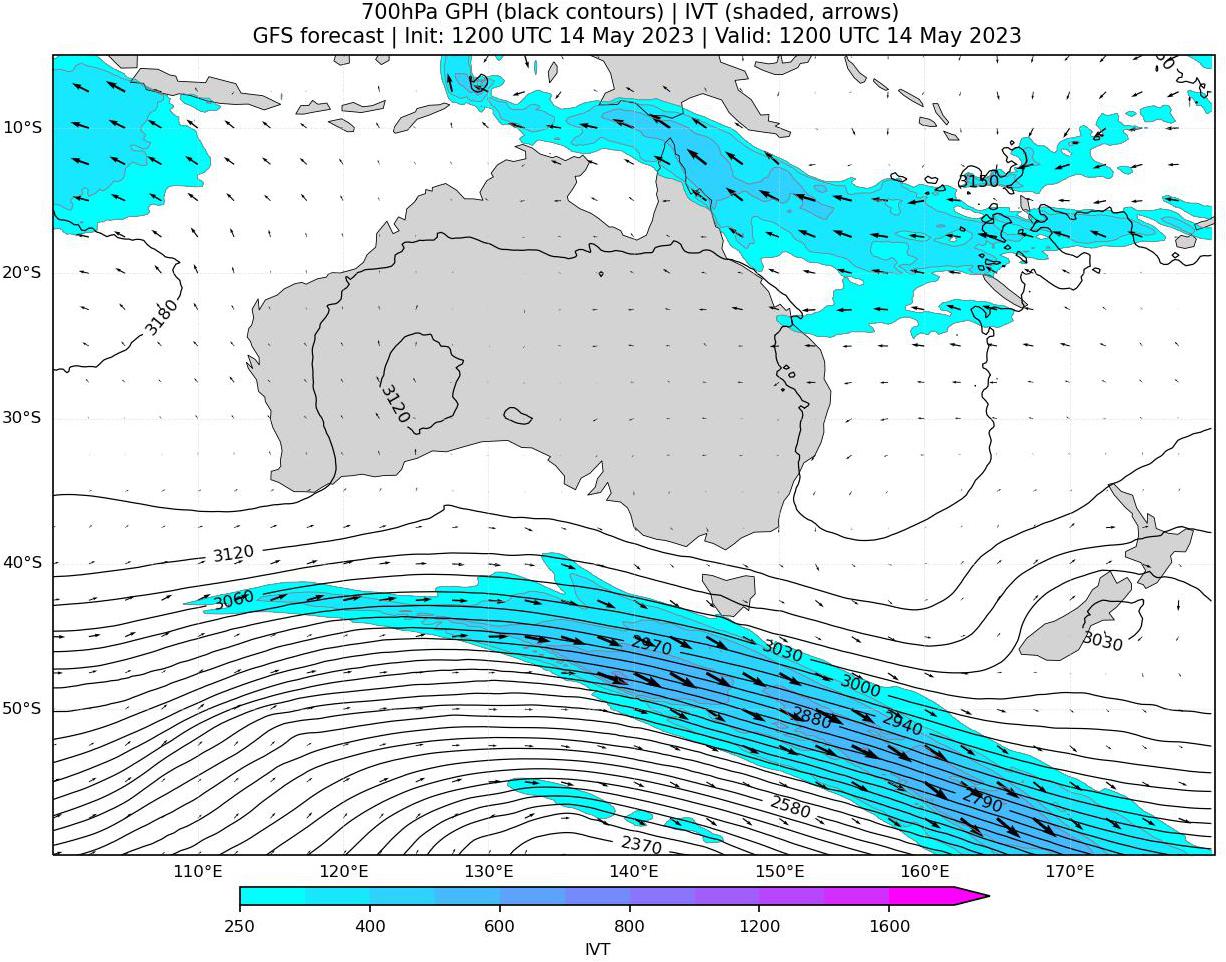 700hPa GPH (black contours) | IVT (shaded, arrows)
GFS forecast | Init: 1200 UTC 14 May 2023 | Valid: 1200 UTC 14 May 2023
10°S
3150
20°S
3180
3120
30°S
3120
40°S
3060
2970
3030
3030
3000
50°S
2880
2940
2790
2580
2370
110°E 120°E 130°E 140°E 150°E 160°E 170°E
250 400 600 800 1200 1600
IVT